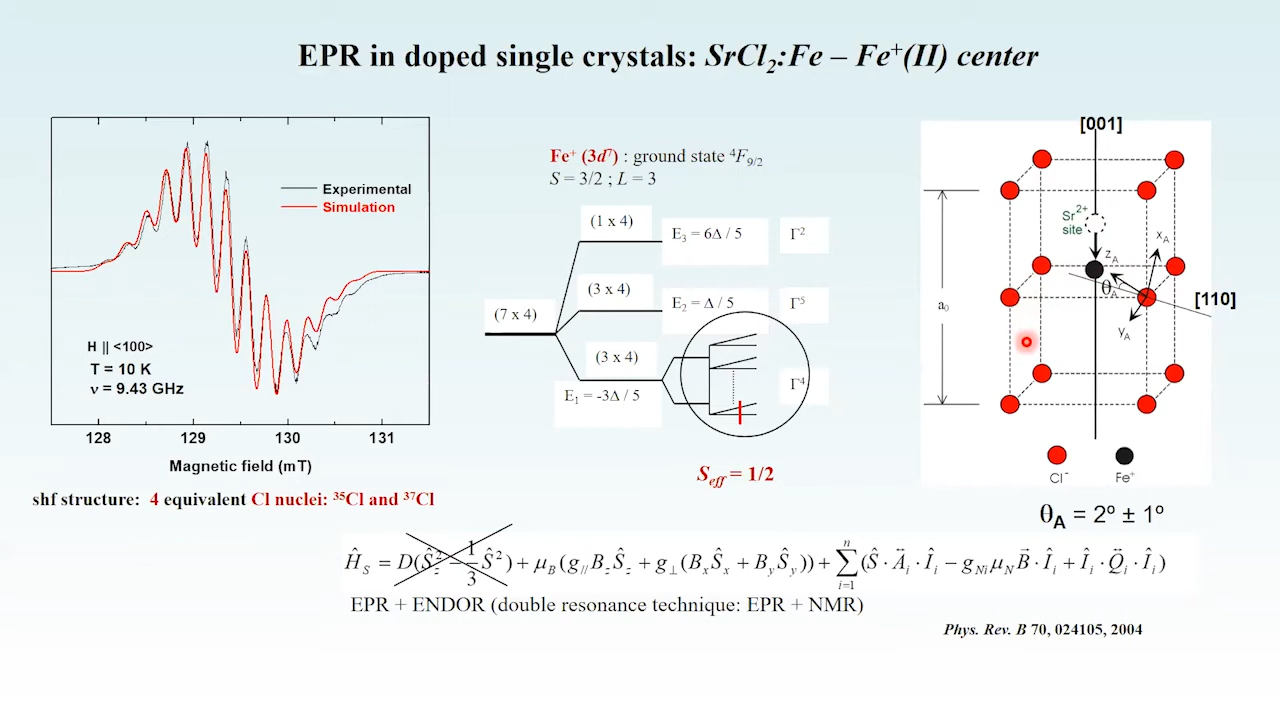 EPR in doped single crystals: SrCl₂:Fe – Fe⁺(II) center
Experimental
Simulation
H || <100>
T = 10 K
ν = 9.43 GHz
128 129 130 131
Magnetic field (mT)
shf structure: 4 equivalent Cl nuclei: ³⁵Cl and ³⁷Cl
Fe⁺ (3d⁷) : ground state ⁴F₉/₂
S = 3/2 ; L = 3
(1 x 4)
E₃ = 6Δ / 5
Γ²
(3 x 4)
E₂ = Δ / 5
Γ⁵
(7 x 4)
(3 x 4)
E₁ = -3Δ / 5
Γ⁴
S_eff = 1/2
[001]
Sr²⁺
site
x_A
z_A
θ_A
[110]
a₀
y_A
Cl⁻
Fe⁺
θ_A = 2º ± 1º
Ĥ_S = D(Ŝ_z² – 1/3 Ŝ²) + μ_B(g_// B_z Ŝ_z + g_⊥(B_x Ŝ_x + B_y Ŝ_y)) + ∑_{i=1}^{n} (Ŝ · Ä_i · Î_i – g_Ni μ_N B⃗ · Î_i + Î_i · Q̈_i · Î_i)
EPR + ENDOR (double resonance technique: EPR + NMR)
Phys. Rev. B 70, 024105, 2004